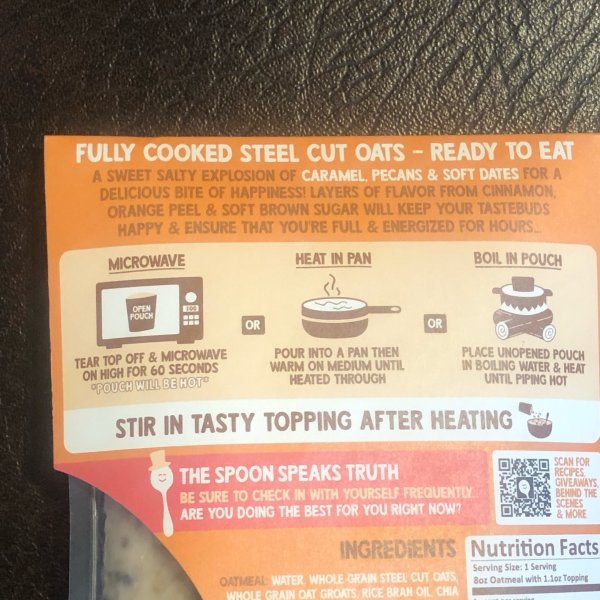 FULLY COOKED STEEL CUT OATS – READY TO EAT
A SWEET SALTY EXPLOSION OF CARAMEL, PECANS & SOFT DATES FOR A
DELICIOUS BITE OF HAPPINESS! LAYERS OF FLAVOR FROM CINNAMON,
ORANGE PEEL & SOFT BROWN SUGAR WILL KEEP YOUR TASTEBUDS
HAPPY & ENSURE THAT YOU'RE FULL & ENERGIZED FOR HOURS...
MICROWAVE
OPEN
POUCH
TEAR TOP OFF & MICROWAVE
ON HIGH FOR 60 SECONDS
*POUCH WILL BE HOT*
OR
HEAT IN PAN
POUR INTO A PAN THEN
WARM ON MEDIUM UNTIL
HEATED THROUGH
OR
BOIL IN POUCH
PLACE UNOPENED POUCH
IN BOILING WATER & HEAT
UNTIL PIPING HOT
STIR IN TASTY TOPPING AFTER HEATING
THE SPOON SPEAKS TRUTH
BE SURE TO CHECK IN WITH YOURSELF FREQUENTLY.
ARE YOU DOING THE BEST FOR YOU RIGHT NOW?
SCAN FOR
RECIPES,
GIVEAWAYS,
BEHIND THE
SCENES
& MORE
INGREDIENTS
OATMEAL: WATER, WHOLE GRAIN STEEL CUT OATS,
WHOLE GRAIN OAT GROATS, RICE BRAN OIL, CHIA
Nutrition Facts
Serving Size: 1 Serving
8oz Oatmeal with 1.1oz Topping